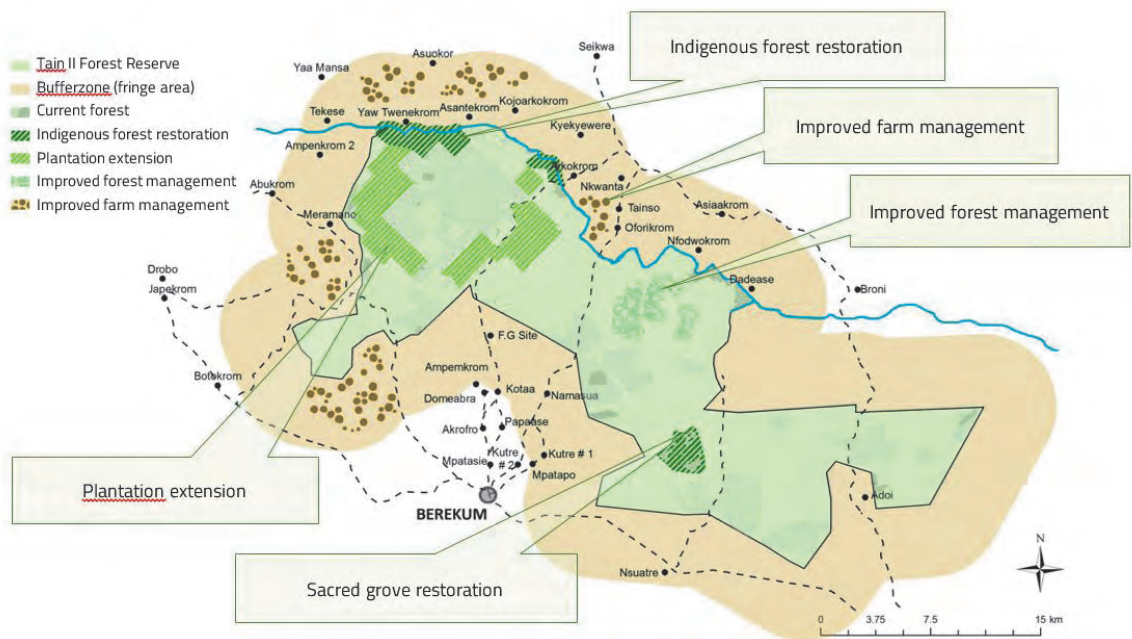 Tain II Forest Reserve
Bufferzone (fringe area)
Current forest
Indigenous forest restoration
Plantation extension
Improved forest management
Improved farm management
Indigenous forest restoration
Improved farm management
Improved forest management
Plantation extension
Sacred grove restoration
Seikwa
Asuokor
Yaa Mansa
Tekese
Yaw Twenekrom
Asantekrom
Kojoarkokrom
Kyekyewere
Ampenkrom 2
Abukrom
Meramano
Nkwanta
Tainso
Oforikrom
Asiaakrom
Nfodwokrom
Dadease
Broni
Drobo
Japekrom
Botokrom
F.G Site
Ampemkrom
Domeabra
Kotaa
Namasua
Akrofro
Papaase
Mpatasie
Kutre
# 2
Kutre # 1
Mpatapo
BEREKUM
Adoi
Nsuatre
N
0 3.75 7.5 15 km